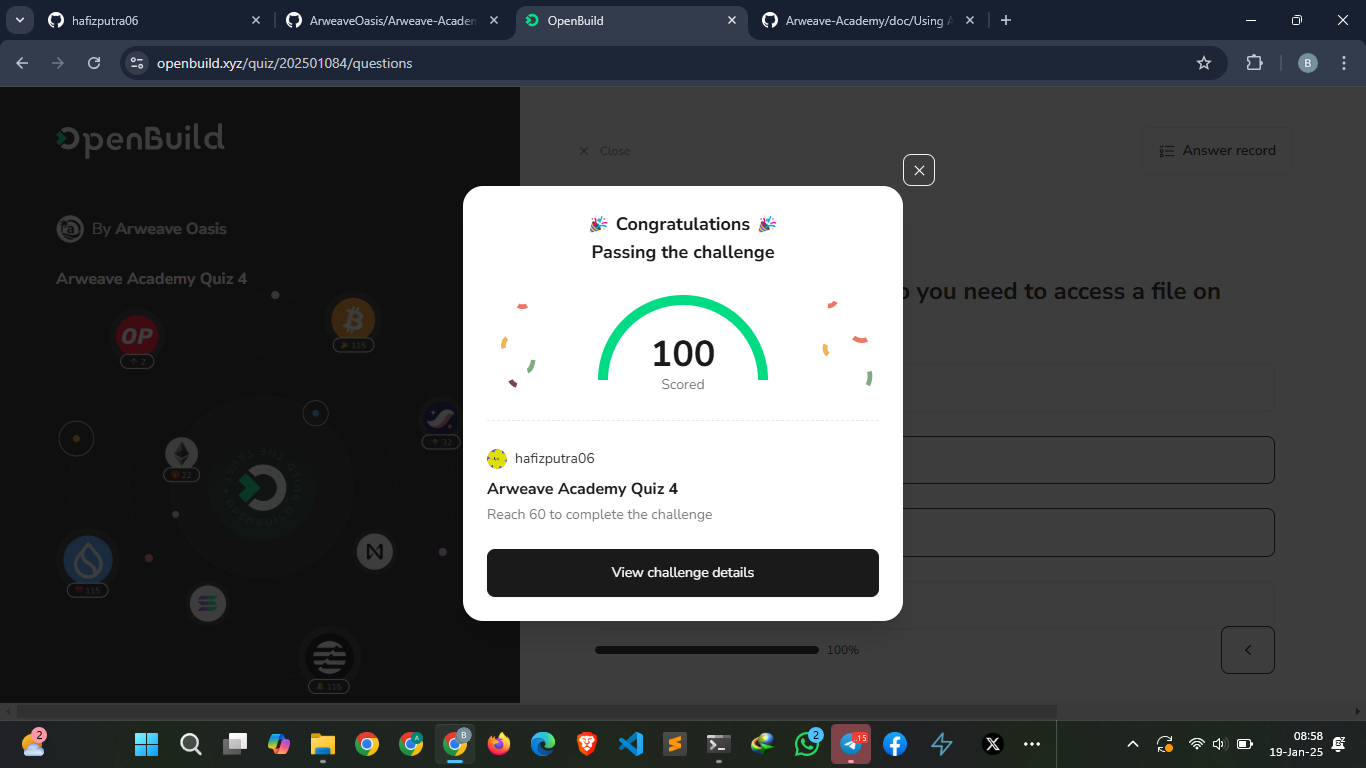 hafizputra06
ArweaveOasis/Arweave-Academ
OpenBuild
Arweave-Academy/doc/Using A
openbuild.xyz/quiz/202501084/questions
B
OpenBuild
Close
Answer record
By Arweave Oasis
Arweave Academy Quiz 4
o you need to access a file on
🎉 Congratulations 🎉
Passing the challenge
100
Scored
hafizputra06
Arweave Academy Quiz 4
Reach 60 to complete the challenge
View challenge details
OP
2
115
32
22
115
115
100%
2
A
B
2
..15
08:58
19-Jan-25